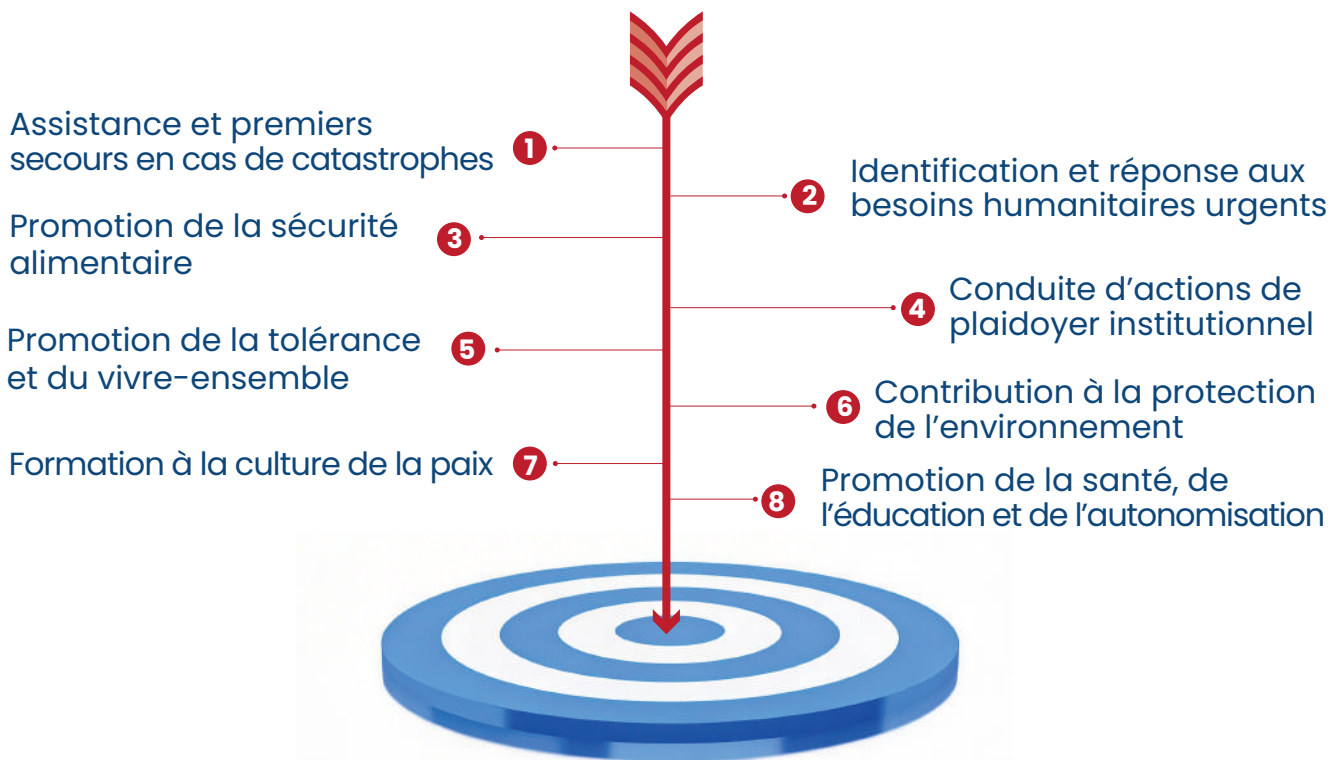 1
Assistance et premiers
secours en cas de catastrophes
2
Identification et réponse aux
besoins humanitaires urgents
3
Promotion de la sécurité
alimentaire
4
Conduite d’actions de
plaidoyer institutionnel
5
Promotion de la tolérance
et du vivre-ensemble
6
Contribution à la protection
de l’environnement
7
Formation à la culture de la paix
8
Promotion de la santé, de
l’éducation et de l’autonomisation